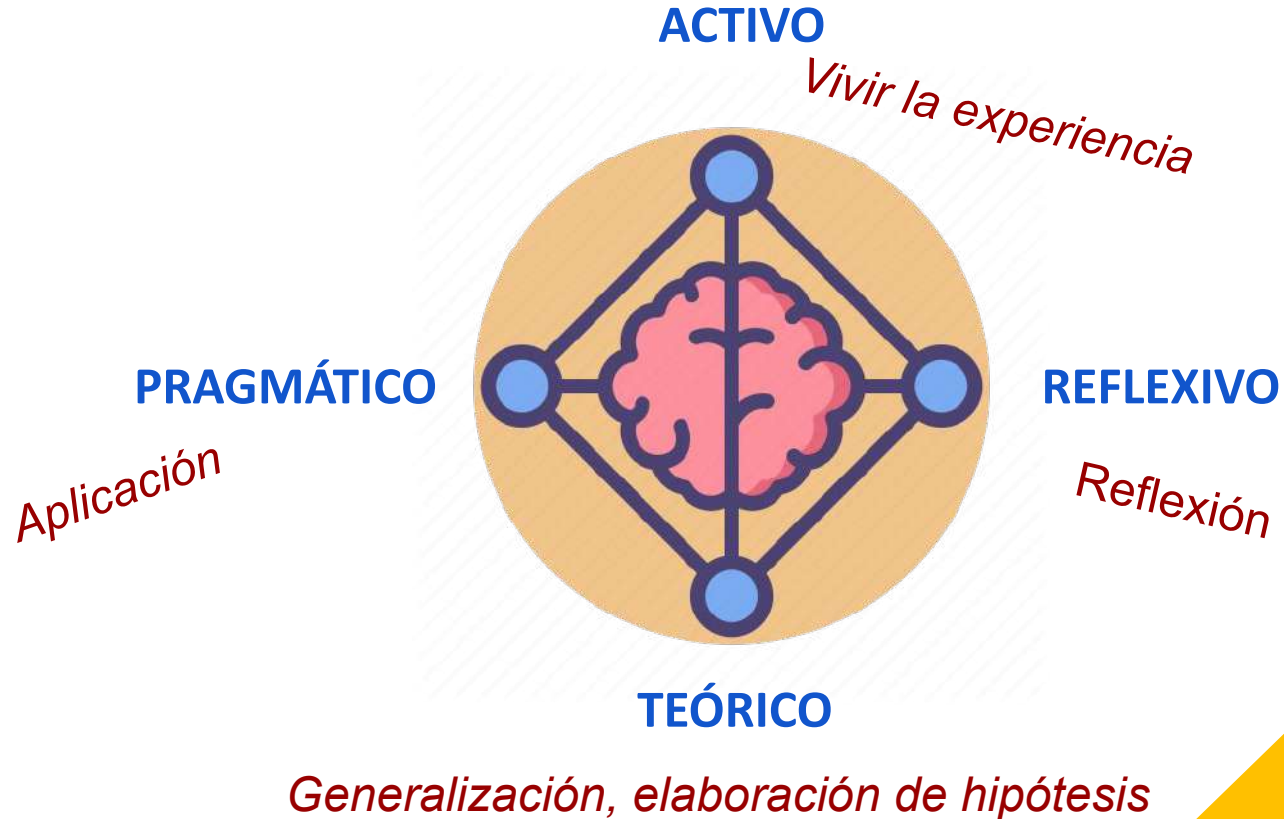 ACTIVO
Vivir la experiencia
PRAGMÁTICO
Aplicación
REFLEXIVO
Reflexión
TEÓRICO
Generalización, elaboración de hipótesis